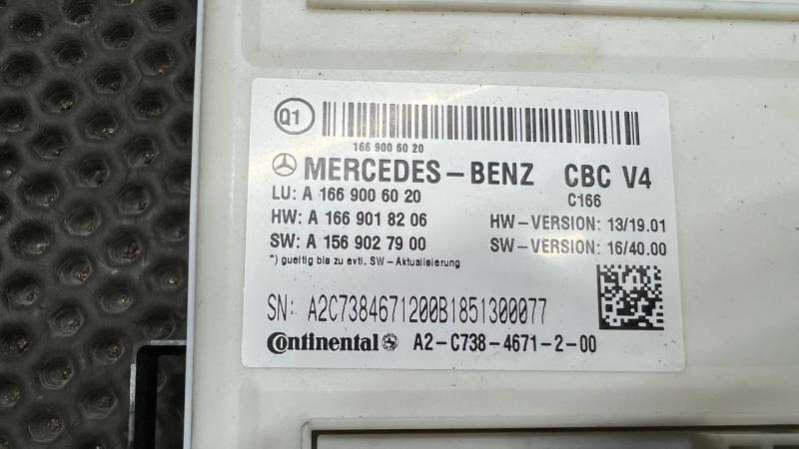 Q1
166 900 60 20
MERCEDES-BENZ CBC V4
LU: A 166 900 60 20 C166
HW: A 166 901 82 06 HW-VERSION: 13/19.01
SW: A 156 902 79 00 SW-VERSION: 16/40.00
*) gueltig bis zu evtl. SW-Aktualisierung
SN: A2C7384671200B1851300077
Continental A2-C738-4671-2-00